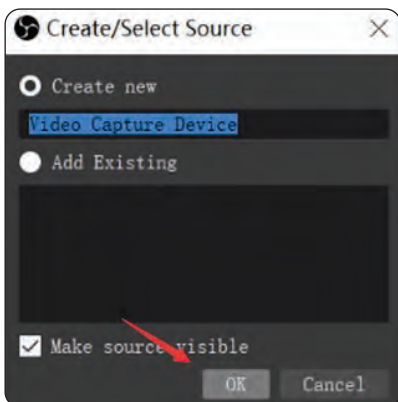 Create/Select Source
Create new
Video Capture Device
Add Existing
Make source visible
OK Cancel